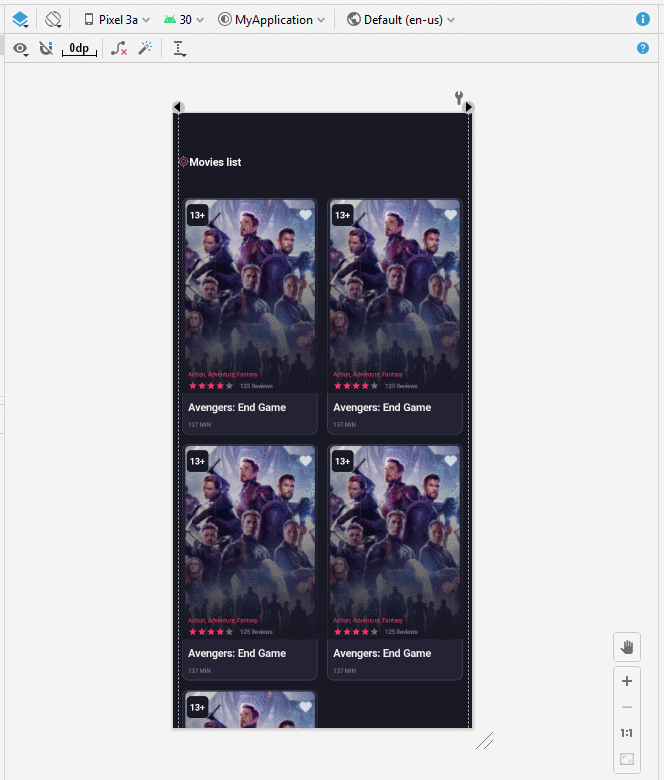 Pixel 3a 30 MyApplication Default (en-us) i
0dp ?
Movies list
13+ 13+
Action, Adventure, Fantasy Action, Adventure, Fantasy
125 Reviews 125 Reviews
Avengers: End Game Avengers: End Game
137 MIN 137 MIN
13+ 13+
Action, Adventure, Fantasy Action, Adventure, Fantasy
125 Reviews 125 Reviews
Avengers: End Game Avengers: End Game
137 MIN 137 MIN
13+
1:1